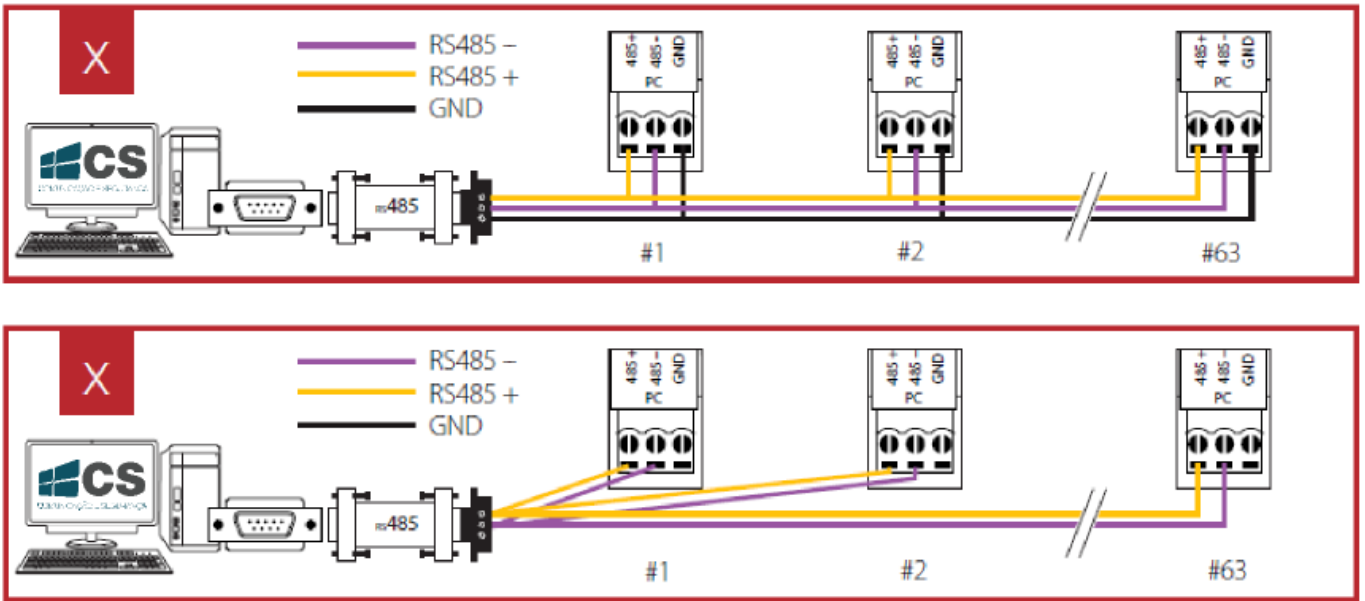 X
RS485 –
RS485 +
GND
485+ 485- GND
PC
485+ 485- GND
PC
485+ 485- GND
PC
CS
RS485
#1
#2
#63
X
RS485 –
RS485 +
GND
485+ 485- GND
PC
485+ 485- GND
PC
485+ 485- GND
PC
CS
RS485
#1
#2
#63